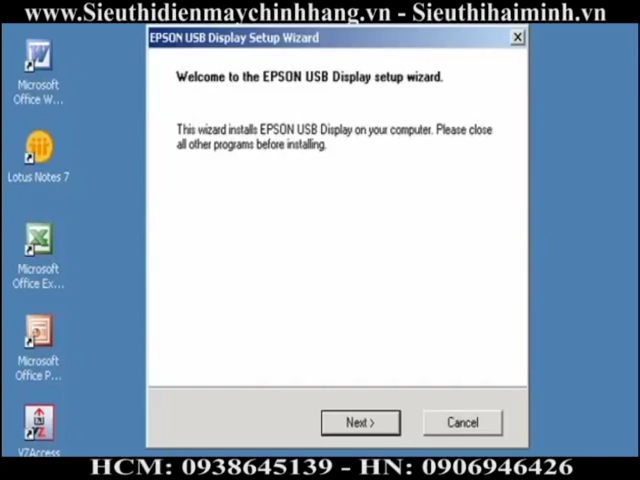 www.Sieuthidienmaychinhhang.vn - Sieuthihaiminh.vn
EPSON USB Display Setup Wizard
Welcome to the EPSON USB Display setup wizard.
This wizard installs EPSON USB Display on your computer. Please close
all other programs before installing.
Microsoft
Office W...
Lotus Notes 7
Microsoft
Office Ex...
Microsoft
Office P...
VZAccess
Next >
Cancel
HCM: 0938645139 - HN: 0906946426